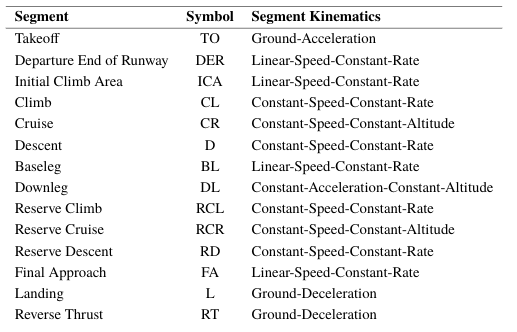 Segment Symbol Segment Kinematics
Takeoff TO Ground-Acceleration
Departure End of Runway DER Linear-Speed-Constant-Rate
Initial Climb Area ICA Linear-Speed-Constant-Rate
Climb CL Constant-Speed-Constant-Rate
Cruise CR Constant-Speed-Constant-Altitude
Descent D Constant-Speed-Constant-Rate
Baseleg BL Linear-Speed-Constant-Rate
Downleg DL Constant-Acceleration-Constant-Altitude
Reserve Climb RCL Constant-Speed-Constant-Rate
Reserve Cruise RCR Constant-Speed-Constant-Altitude
Reserve Descent RD Constant-Speed-Constant-Rate
Final Approach FA Linear-Speed-Constant-Rate
Landing L Ground-Deceleration
Reverse Thrust RT Ground-Deceleration